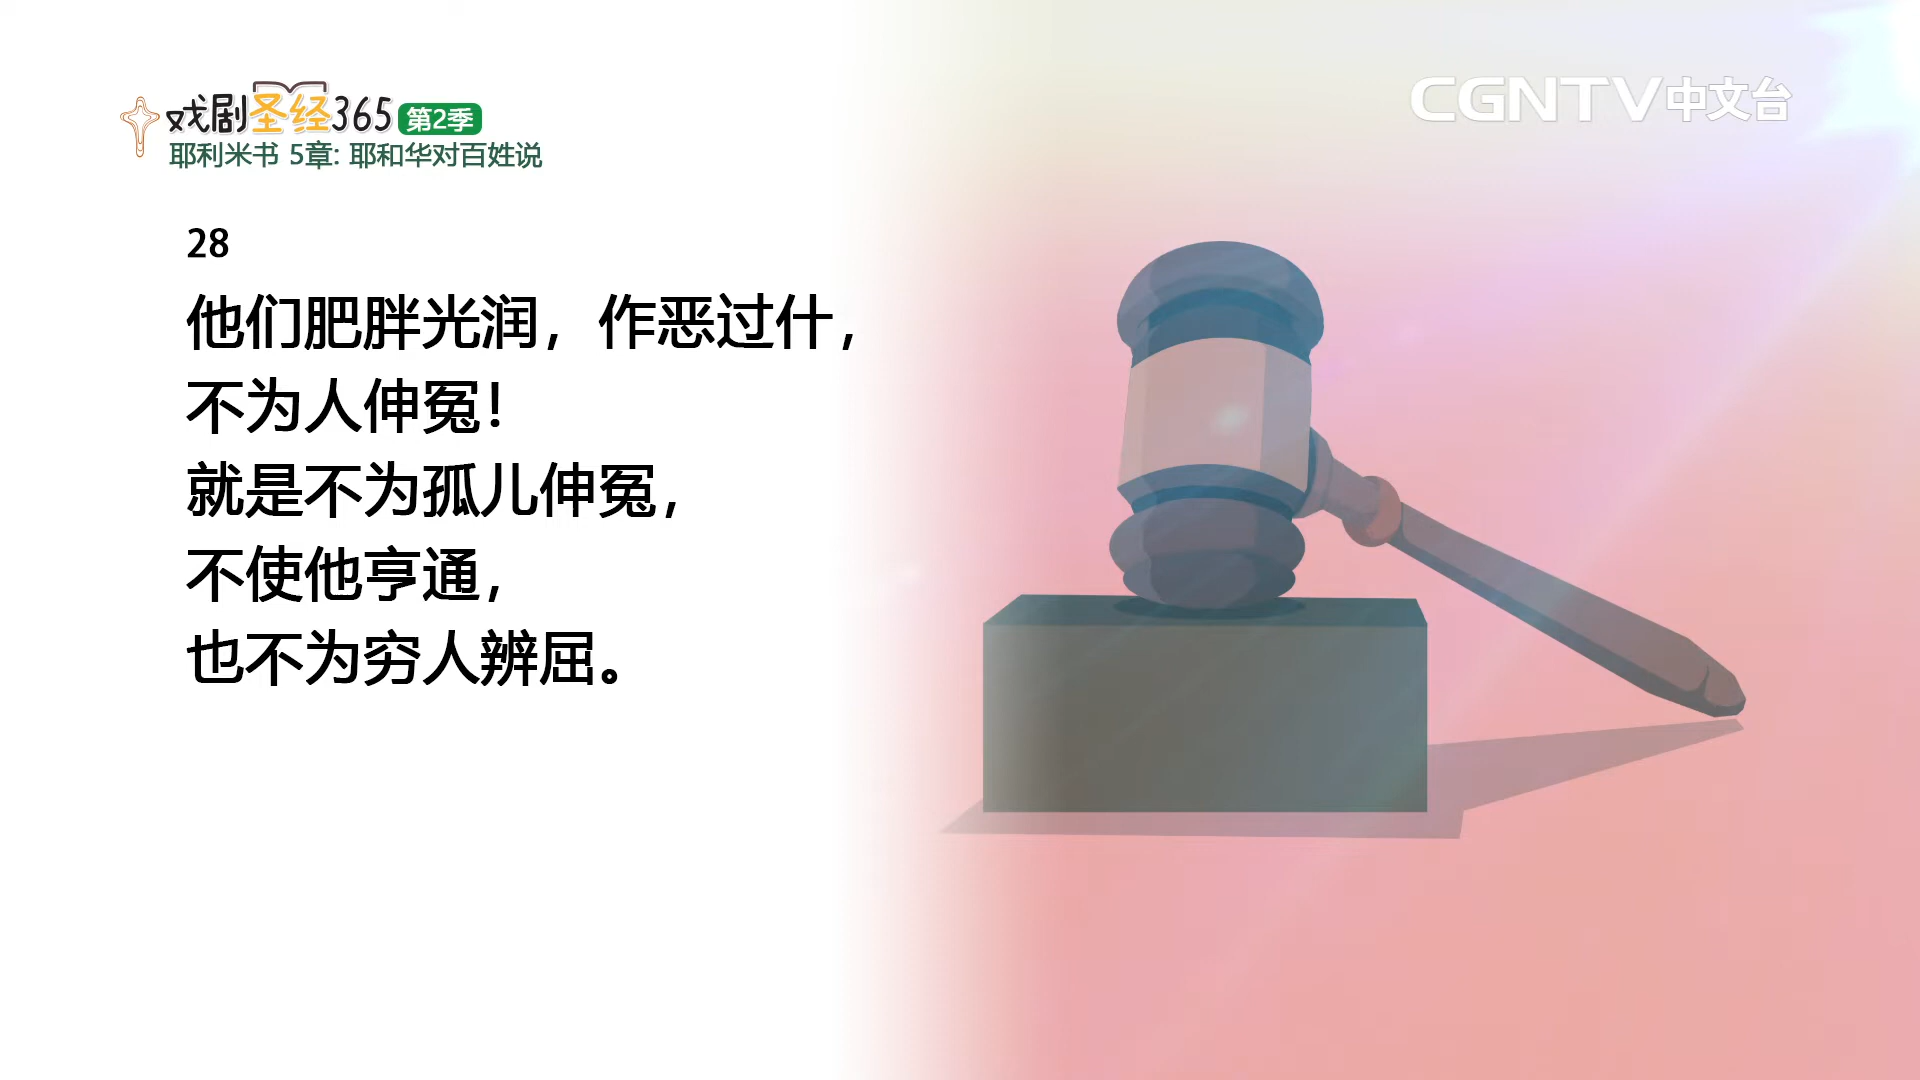 戏剧圣经365 第2季
CGNTV中文台
耶利米书 5章: 耶和华对百姓说
28
他们肥胖光润，作恶过什，
不为人伸冤！
就是不为孤儿伸冤，
不使他亨通，
也不为穷人辨屈。